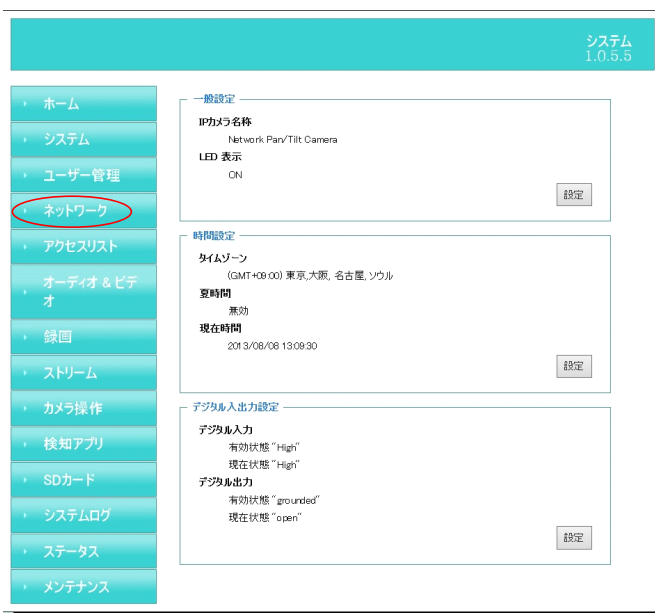 システム
1.0.5.5
ホーム
システム
ユーザー管理
ネットワーク
アクセスリスト
オーディオ & ビデ
オ
録画
ストリーム
カメラ操作
検知アプリ
SDカード
システムログ
ステータス
メンテナンス
一般設定
IPカメラ名称
Network Pan/Tilt Camera
LED 表示
ON
設定
時間設定
タイムゾーン
(GMT+09:00) 東京,大阪, 名古屋, ソウル
夏時間
無効
現在時間
2013/08/08 13:09:30
設定
デジタル入出力設定
デジタル入力
有効状態 "High"
現在状態 "High"
デジタル出力
有効状態 "grounded"
現在状態 "open"
設定